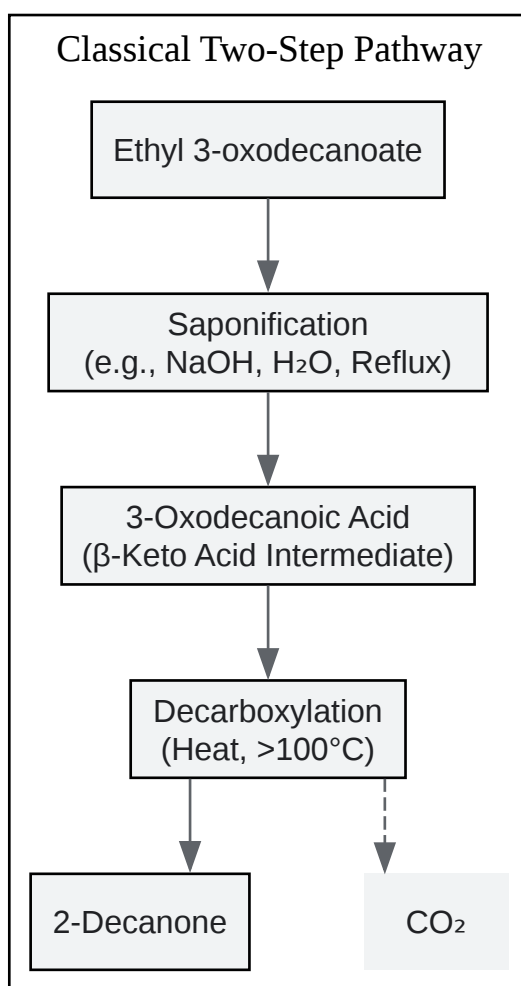 Classical Two-Step Pathway
Ethyl 3-oxodecanoate
Saponification
(e.g., NaOH, H₂O, Reflux)
3-Oxodecanoic Acid
(β-Keto Acid Intermediate)
Decarboxylation
(Heat, >100°C)
2-Decanone
CO₂